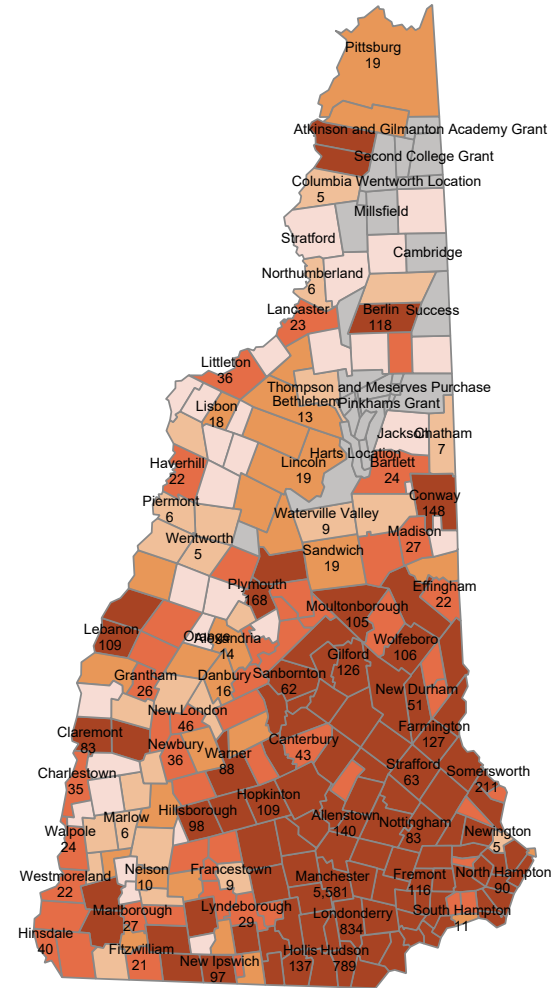 Pittsburg
19
Atkinson and Gilmanton Academy Grant
Second College Grant
Columbia
5
Wentworth Location
Millsfield
Stratford
Cambridge
Northumberland
6
Lancaster
23
Berlin
118
Success
Littleton
36
Thompson and Meserves Purchase
Bethlehem
13
Pinkhams Grant
Lisbon
18
Jackson
Chatham
7
Harts Location
Haverhill
22
Lincoln
19
Bartlett
24
Conway
148
Piermont
6
Waterville Valley
9
Wentworth
5
Madison
27
Sandwich
19
Plymouth
168
Effingham
22
Moultonborough
105
Lebanon
109
Orange
Alexandria
14
Wolfeboro
106
Gilford
126
Grantham
26
Danbury
16
Sanbornton
62
New Durham
51
New London
46
Claremont
83
Newbury
36
Warner
88
Canterbury
43
Farmington
127
Charlestown
35
Strafford
63
Somersworth
211
Hopkinton
109
Marlow
6
Hillsborough
98
Allenstown
140
Nottingham
83
Newington
5
Walpole
24
Westmoreland
22
Nelson
10
Francestown
9
Manchester
5,581
Fremont
116
North Hampton
90
Marlborough
27
Lyndeborough
29
Londonderry
834
South Hampton
11
Hinsdale
40
Fitzwilliam
21
New Ipswich
97
Hollis
137
Hudson
789